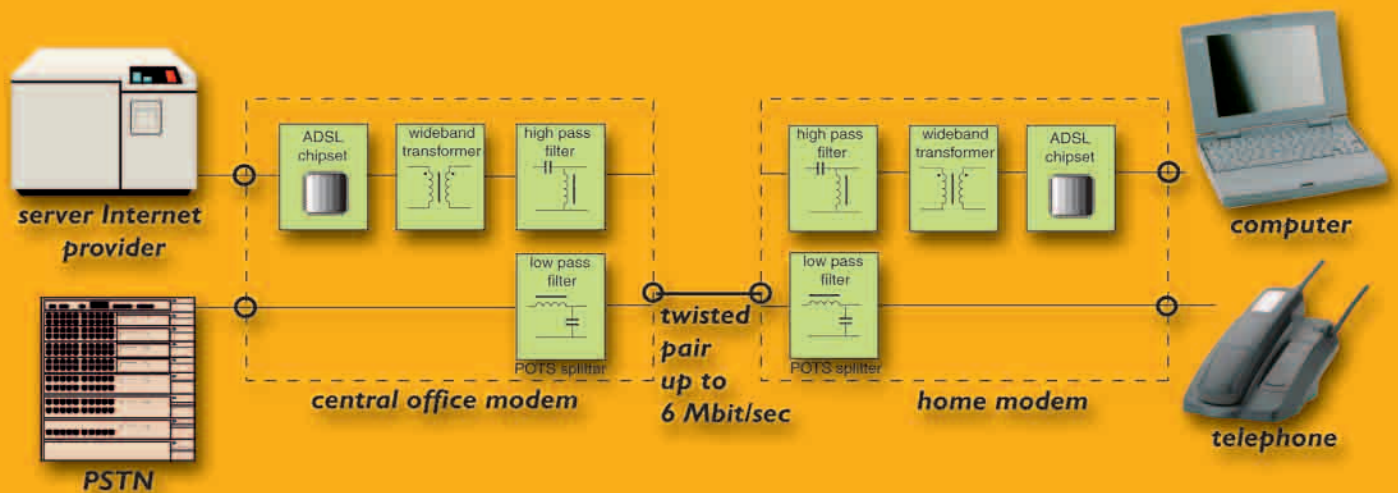 server Internet
provider
PSTN
ADSL
chipset
wideband
transformer
high pass
filter
low pass
filter
POTS splitter
central office modem
twisted
pair
up to
6 Mbit/sec
high pass
filter
wideband
transformer
ADSL
chipset
low pass
filter
POTS splitter
home modem
computer
telephone